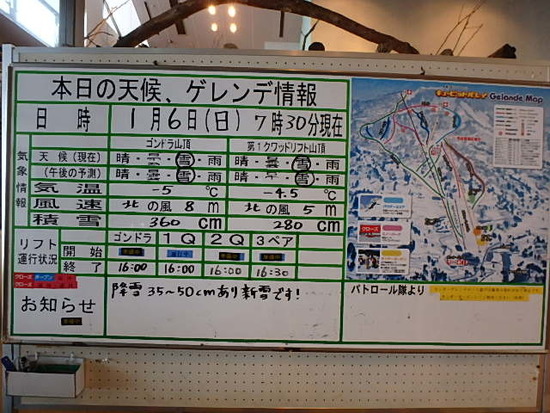 本日の天候、ゲレンデ情報
日 時 1月6日(日) 7時30分現在
気象情報
ゴンドラ山頂 第1クワッドリフト山頂
天候(現在) 晴・曇・雪・雨 晴・曇・雪・雨
(午後の予測) 晴・曇・雪・雨 晴・曇・雪・雨
気温 -5 ℃ -4.5 ℃
風速 北の風 8 m 北の風 5 m
積雪 360 cm 280 cm
リフト運行状況
ゴンドラ 1Q 2Q 3ペア
開始
終了 16:00 16:00 16:00 16:30
お知らせ
降雪35~50cmあり新雪です!
Gelande Map
パトロール隊より